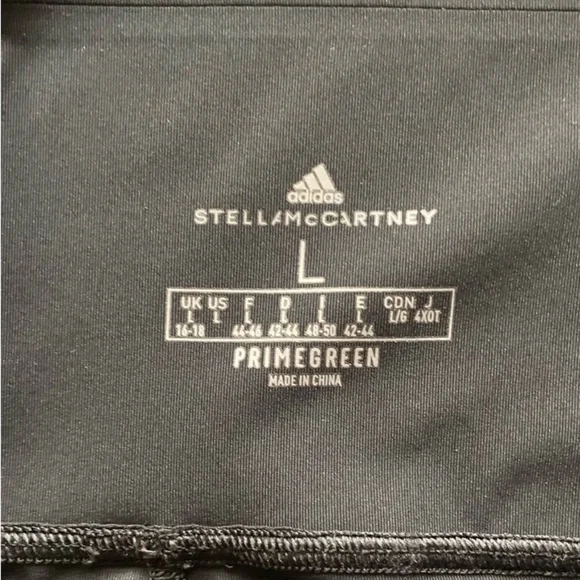 adidas
STELLAMcCARTNEY
L
UK US F D I E CDN J
L L L L L L L/G 4XOT
16-18 44-46 42-44 48-50 42-44
PRIMEGREEN
MADE IN CHINA